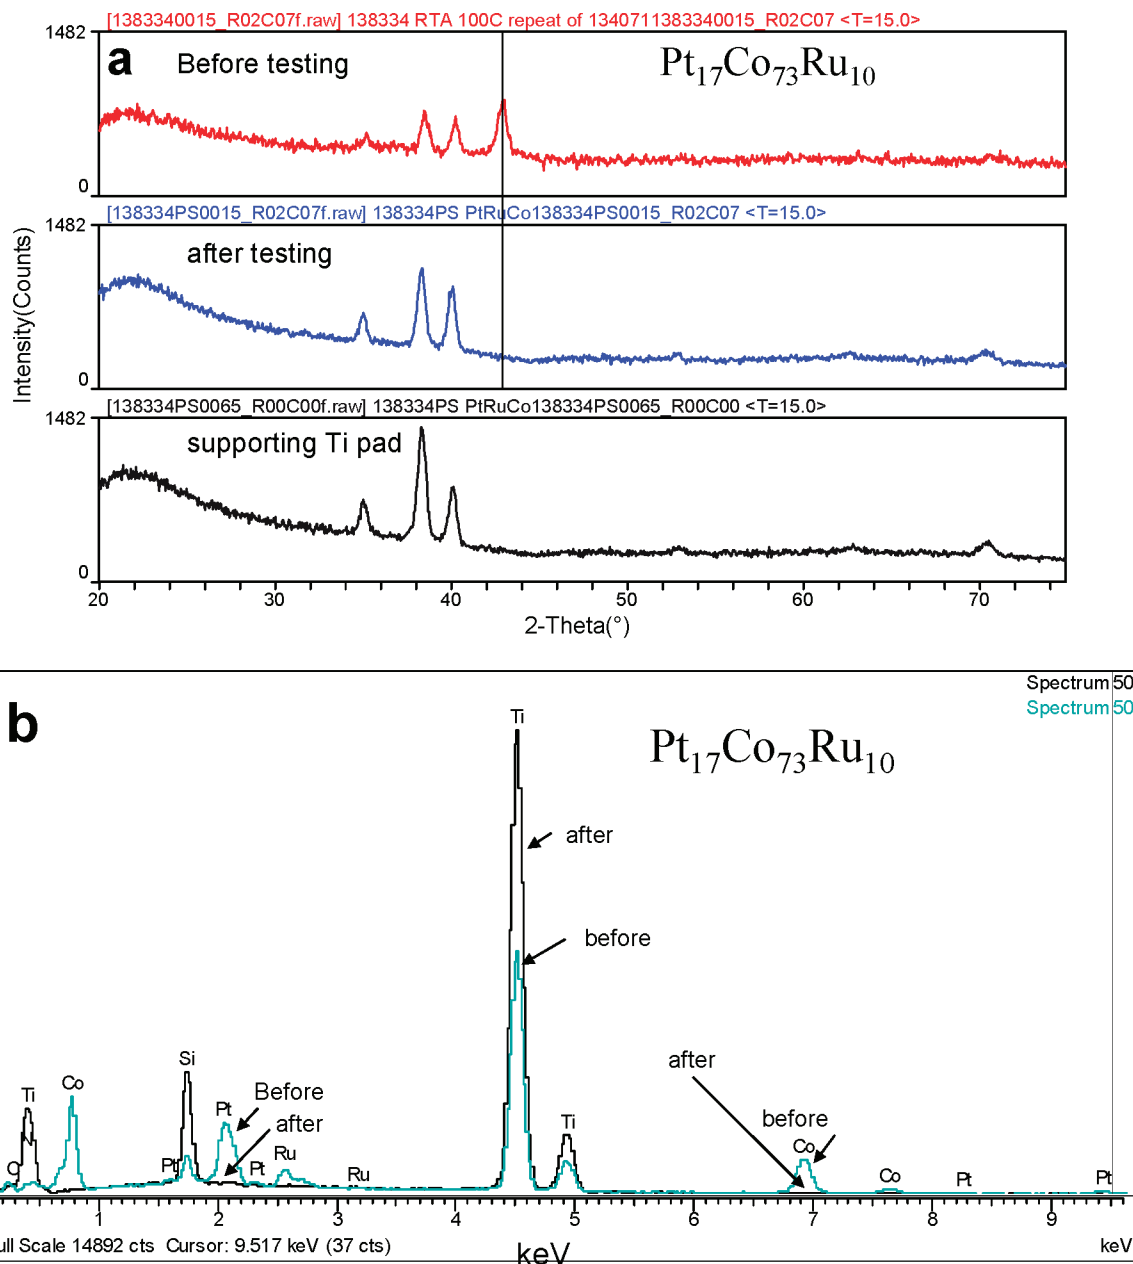 [1383340015_R02C07f.raw] 138334 RTA 100C repeat of 1340711383340015_R02C07 <T=15.0>
1482
a
Before testing
Pt17Co73Ru10
0
[138334PS0015_R02C07f.raw] 138334PS PtRuCo138334PS0015_R02C07 <T=15.0>
1482
after testing
Intensity(Counts)
0
[138334PS0065_R00C00f.raw] 138334PS PtRuCo138334PS0065_R00C00 <T=15.0>
1482
supporting Ti pad
0
20 30 40 50 60 70
2-Theta(°)
Spectrum 50
Spectrum 50
b
Ti
Pt17Co73Ru10
after
before
Si
after
Co
Ti
Before
Pt
before
Ti
after
Co
Ru
Pt
Pt
Ru
Co
Pt
Pt
1 2 3 4 5 6 7 8 9
ull Scale 14892 cts Cursor: 9.517 keV (37 cts)
keV
keV